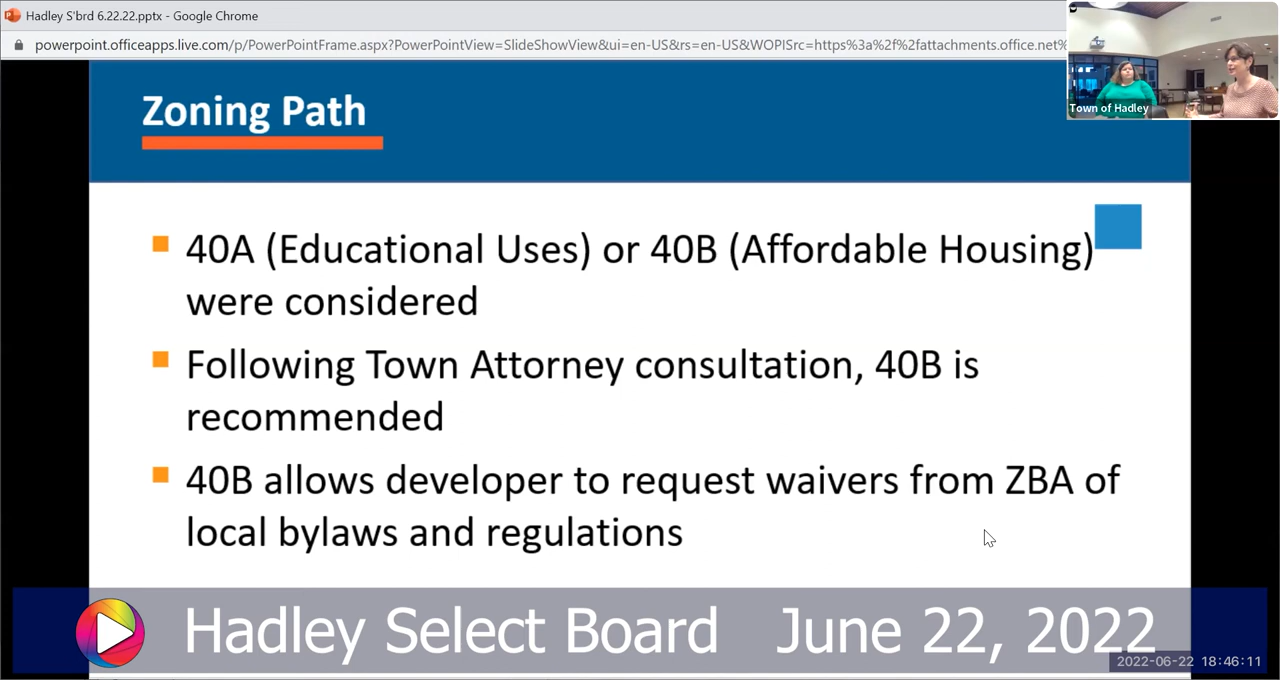 Hadley S'brd 6.22.22.pptx - Google Chrome
powerpoint.officeapps.live.com/p/PowerPointFrame.aspx?PowerPointView=SlideShowView&ui=en-US&rs=en-US&WOPISrc=https%3a%2f%2fattachments.office.net%
Town of Hadley
Zoning Path
40A (Educational Uses) or 40B (Affordable Housing)
were considered
Following Town Attorney consultation, 40B is
recommended
40B allows developer to request waivers from ZBA of
local bylaws and regulations
Hadley Select Board June 22, 2022
2022-06-22 18:46:11